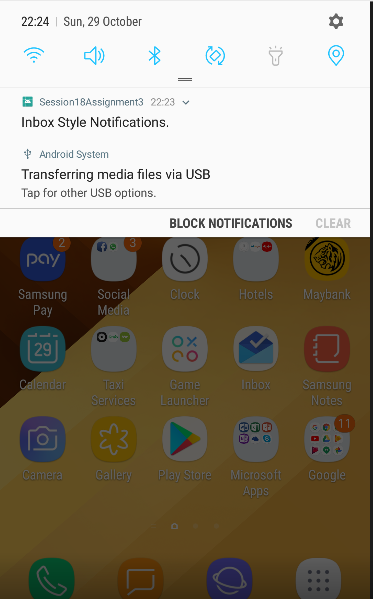 22:24 | Sun, 29 October
Session18Assignment3 22:23
Inbox Style Notifications.
Android System
Transferring media files via USB
Tap for other USB options.
BLOCK NOTIFICATIONS CLEAR
pay 2 3
Samsung Pay
Social Media
Clock
Hotels
Maybank
29
Calendar
Taxi Services
Game Launcher
Inbox
Samsung Notes
11
Camera
Gallery
Play Store
Microsoft Apps
Google